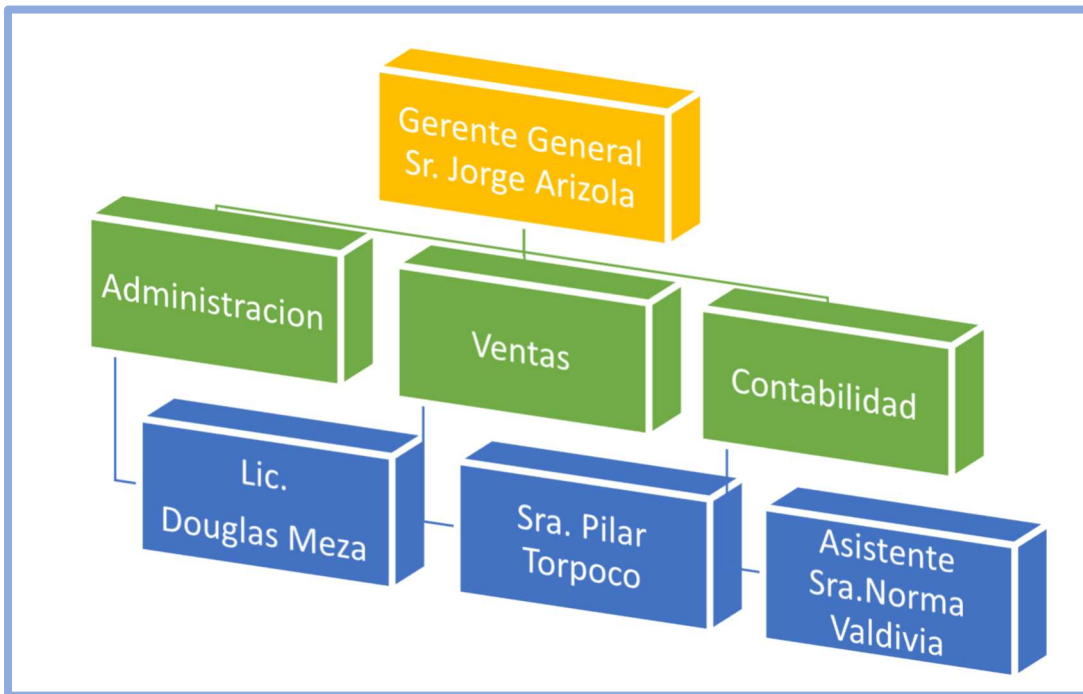 Gerente General
Sr. Jorge Arizola
Administracion
Ventas
Contabilidad
Lic.
Douglas Meza
Sra. Pilar
Torpoco
Asistente
Sra.Norma
Valdivia